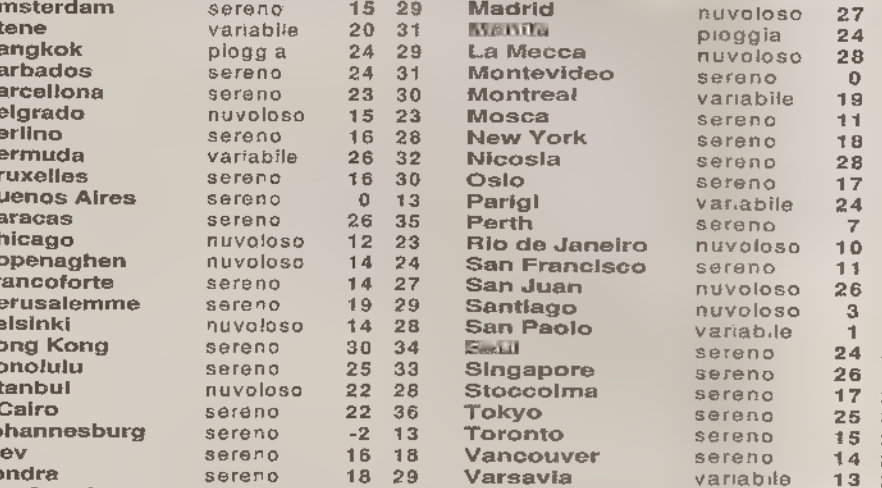 msterdam sereno 15 29
tene variabile 20 31
angkok piogg a 24 29
arbados sereno 24 31
arcellona sereno 23 30
elgrado nuvoloso 15 23
erlino sereno 16 28
ermuda variabile 26 32
ruxelles sereno 16 30
uenos Aires sereno 0 13
aracas sereno 26 35
hicago nuvoloso 12 23
openaghen nuvoloso 14 24
rancoforte sereno 14 27
erusalemme sereno 19 29
elsinki nuvoloso 14 28
ong Kong sereno 30 34
onolulu sereno 25 33
tanbul nuvoloso 22 28
Cairo sereno 22 36
ohannesburg sereno -2 13
ev sereno 16 18
ondra sereno 18 29
Madrid nuvoloso 27
pioggia 24
La Mecca nuvoloso 28
Montevideo sereno 0
Montreal variabile 19
Mosca sereno 11
New York sereno 18
Nicosia sereno 28
Oslo sereno 17
Parigi var.abile 24
Perth sereno 7
Rio de Janeiro nuvoloso 10
San Francisco sereno 11
San Juan nuvoloso 26
Santiago nuvoloso 3
San Paolo variab.le 1
sereno 24
Singapore sereno 26
Stoccolma sereno 17
Tokyo sereno 25
Toronto sereno 15
Vancouver sereno 14
Varsavia variabile 13